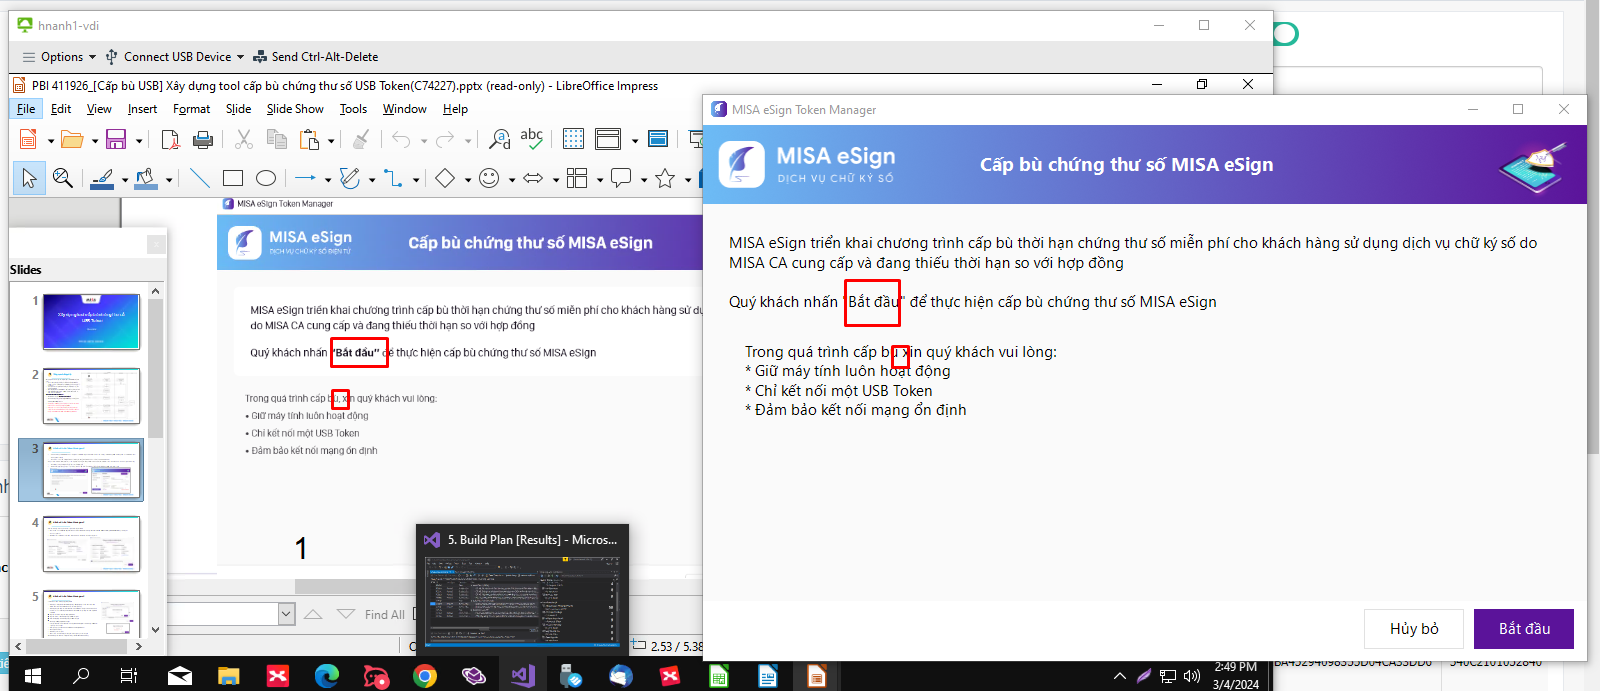 hnanh1-vdi
Options
Connect USB Device
Send Ctrl-Alt-Delete
PBI 411926_[Cấp bù USB] Xây dựng tool cấp bù chứng thư số USB Token(C74227).pptx (read-only) - LibreOffice Impress
File Edit View Insert Format Slide Slide Show Tools Window Help
abc
Slides
1
2
3
4
5
MISA eSign Token Manager
MISA eSign
DỊCH VỤ CHỮ KÝ SỐ ĐIỆN TỬ
Cấp bù chứng thư số MISA eSign
MISA eSign triển khai chương trình cấp bù thời hạn chứng thư số miễn phí cho khách hàng sử
do MISA CA cung cấp và đang thiếu thời hạn so với hợp đồng
Quý khách nhấn "Bắt đầu" để thực hiện cấp bù chứng thư số MISA eSign
Trong quá trình cấp bù, xin quý khách vui lòng:
• Giữ máy tính luôn hoạt động
• Chỉ kết nối một USB Token
• Đảm bảo kết nối mạng ổn định
1
5. Build Plan [Results] - Micros...
Find All
2.53 / 5.38
MISA eSign Token Manager
MISA eSign
DỊCH VỤ CHỮ KÝ SỐ
Cấp bù chứng thư số MISA eSign
MISA eSign triển khai chương trình cấp bù thời hạn chứng thư số miễn phí cho khách hàng sử dụng dịch vụ chữ ký số do
MISA CA cung cấp và đang thiếu thời hạn so với hợp đồng
Quý khách nhấn "Bắt đầu" để thực hiện cấp bù chứng thư số MISA eSign
Trong quá trình cấp bù xin quý khách vui lòng:
* Giữ máy tính luôn hoạt động
* Chỉ kết nối một USB Token
* Đảm bảo kết nối mạng ổn định
Hủy bỏ
Bắt đầu
2:49 PM
3/4/2024